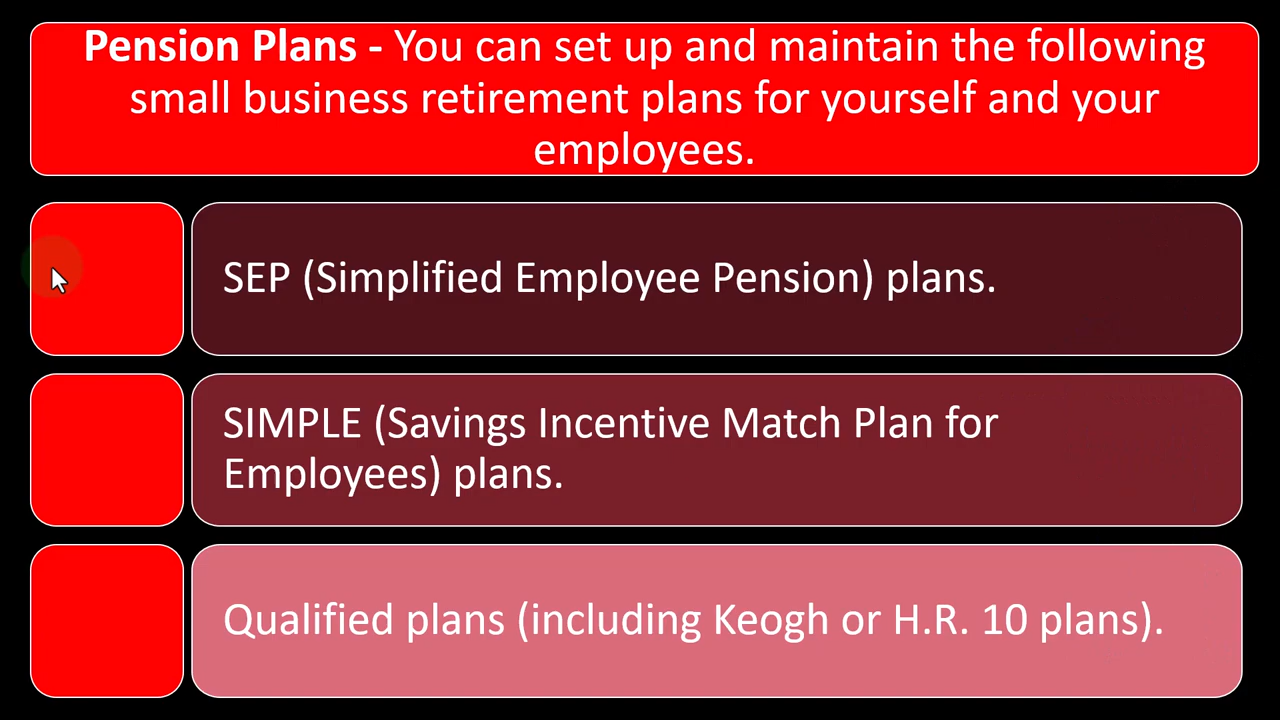 Pension Plans - You can set up and maintain the following
small business retirement plans for yourself and your
employees.
SEP (Simplified Employee Pension) plans.
SIMPLE (Savings Incentive Match Plan for
Employees) plans.
Qualified plans (including Keogh or H.R. 10 plans).